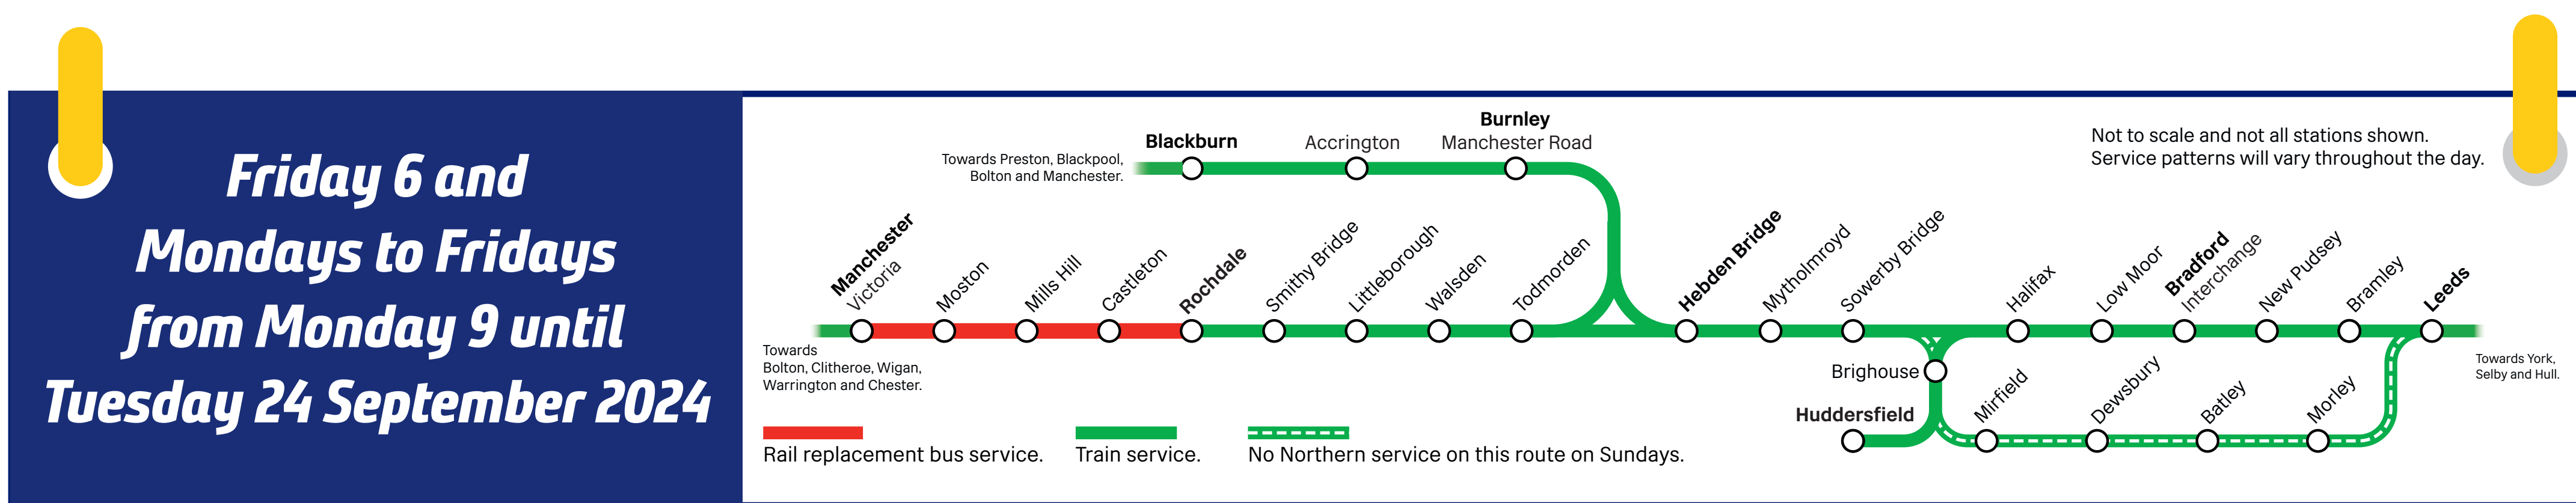 Friday 6 and
Mondays to Fridays
from Monday 9 until
Tuesday 24 September 2024
Not to scale and not all stations shown.
Service patterns will vary throughout the day.
Towards Preston, Blackpool,
Bolton and Manchester.
Blackburn
Accrington
Burnley
Manchester Road
Manchester
Victoria
Moston
Mills Hill
Castleton
Rochdale
Smithy Bridge
Littleborough
Walsden
Todmorden
Hebden Bridge
Mytholmroyd
Sowerby Bridge
Halifax
Low Moor
Bradford
Interchange
New Pudsey
Bramley
Leeds
Towards
Bolton, Clitheroe, Wigan,
Warrington and Chester.
Towards York,
Selby and Hull.
Brighouse
Huddersfield
Mirfield
Dewsbury
Batley
Morley
Rail replacement bus service.
Train service.
No Northern service on this route on Sundays.